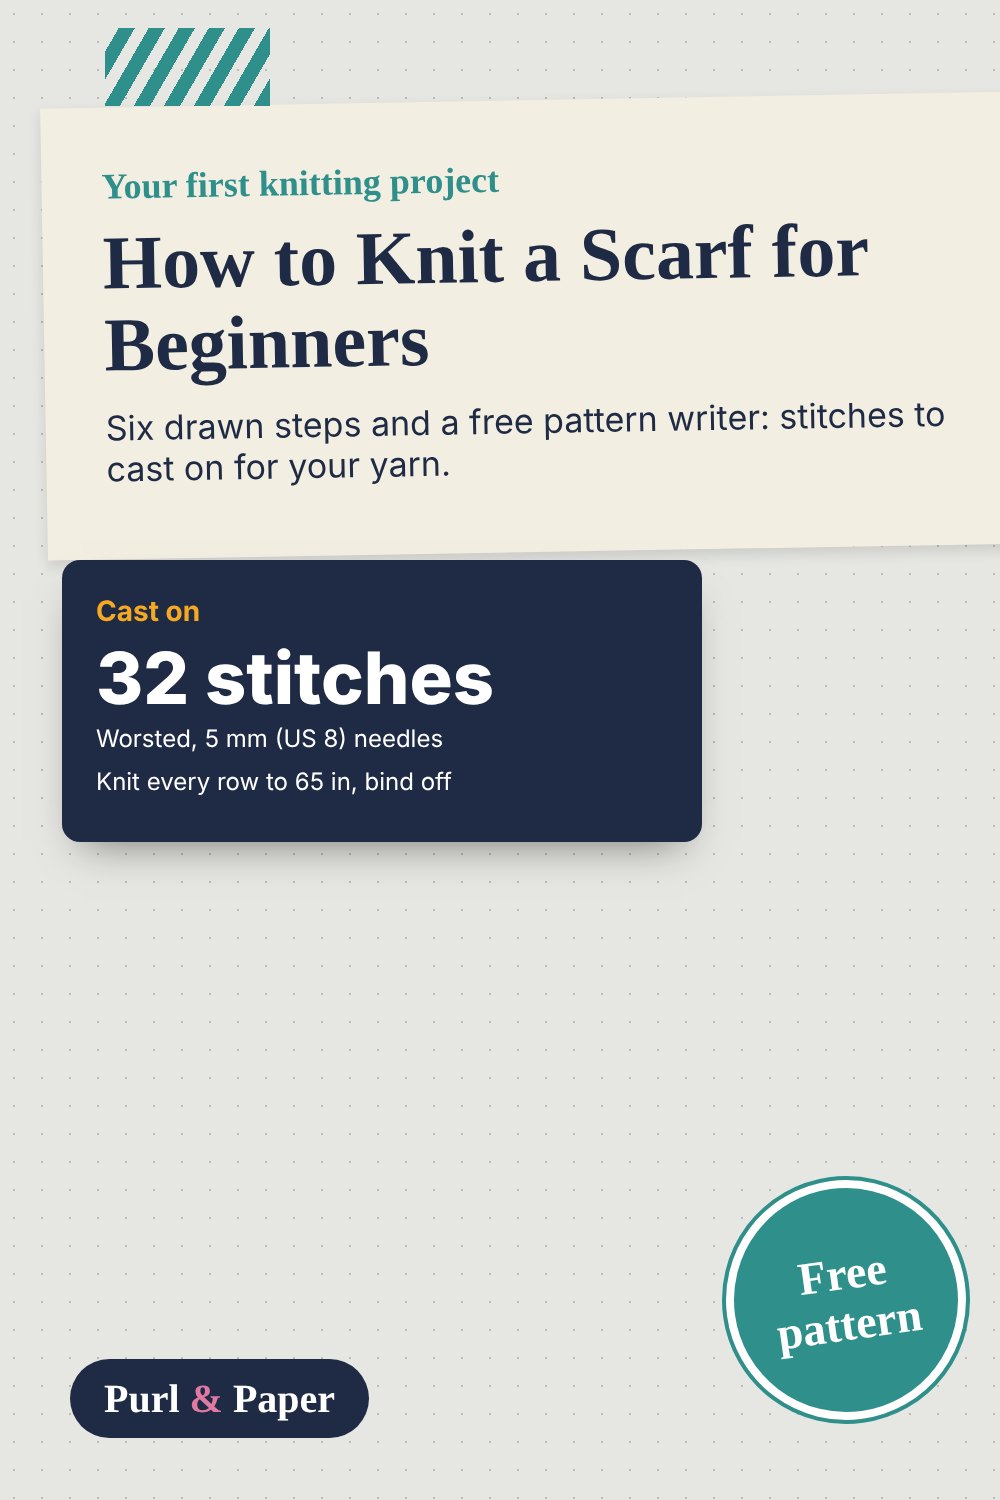 Your first knitting project
How to Knit a Scarf for
Beginners
Six drawn steps and a free pattern writer: stitches to
cast on for your yarn.
Cast on
32 stitches
Worsted, 5 mm (US 8) needles
Knit every row to 65 in, bind off
Free
pattern
Purl & Paper